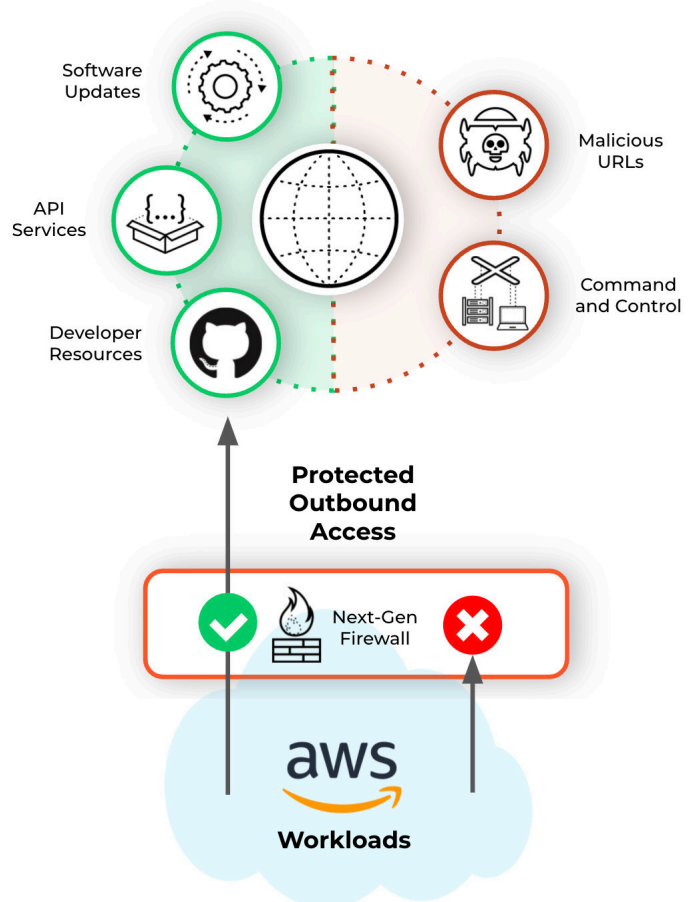 Software
Updates
API
Services
{...}
Developer
Resources
Malicious
URLs
Command
and Control
Protected
Outbound
Access
Next-Gen
Firewall
aws
Workloads